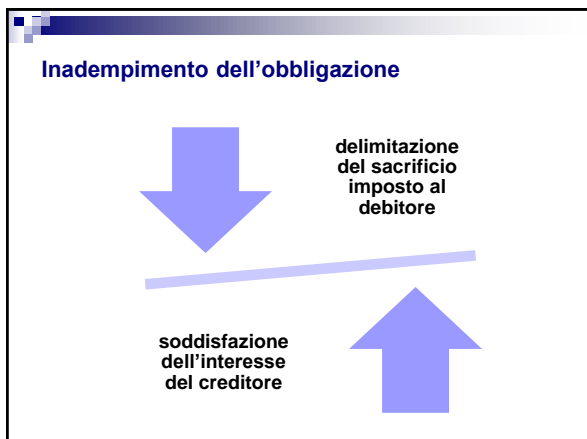 Inadempimento dell'obbligazione
delimitazione
del sacrificio
imposto al
debitore
soddisfazione
dell'interesse
del creditore